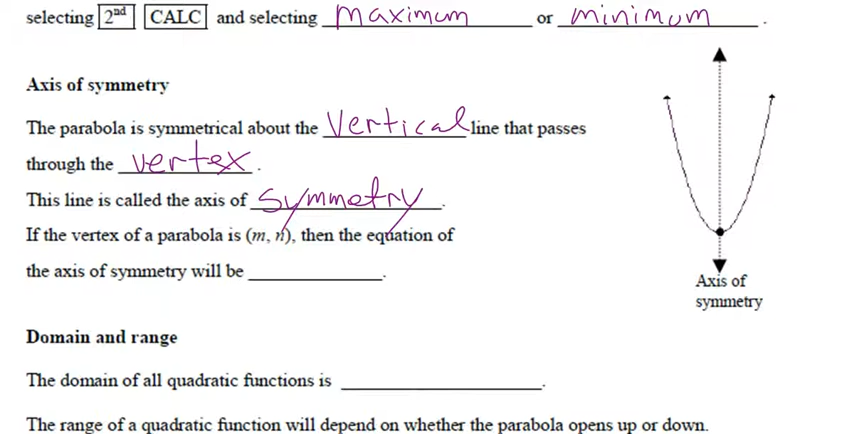 selecting 2nd CALC and selecting maximum or minimum.
Axis of symmetry
The parabola is symmetrical about the vertical line that passes
through the vertex.
This line is called the axis of symmetry.
If the vertex of a parabola is (m, n), then the equation of
the axis of symmetry will be ____________.
Axis of
symmetry
Domain and range
The domain of all quadratic functions is ____________.
The range of a quadratic function will depend on whether the parabola opens up or down.